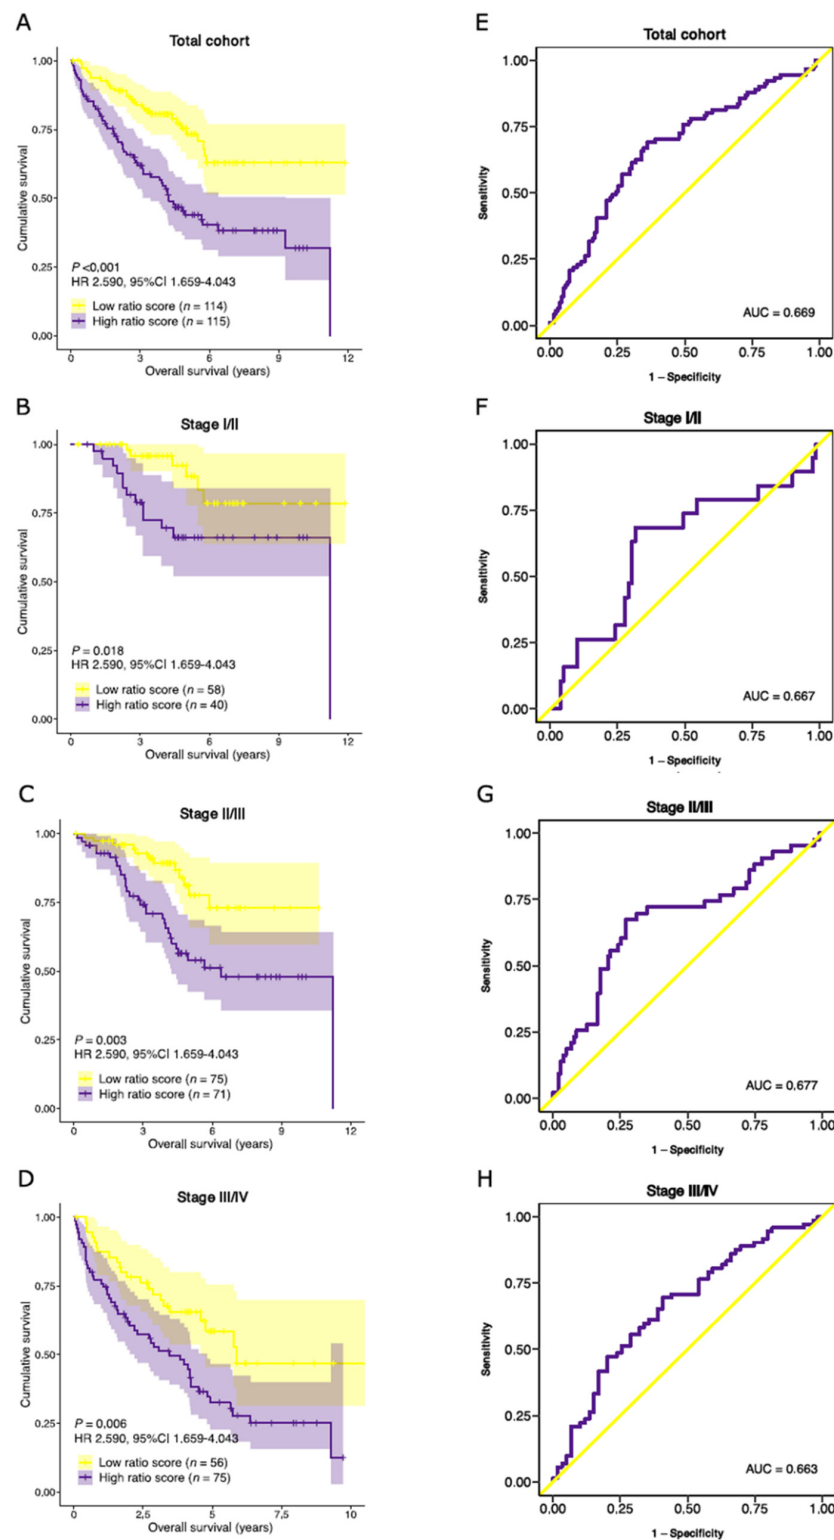 A
Total cohort
1.00
0.75
0.50
0.25
0.00
Cumulative survival
P <0,001
HR 2.590, 95%CI 1.659-4.043
Low ratio score (n = 114)
High ratio score (n = 115)
0 3 6 9 12
Overall survival (years)
E
Total cohort
1.00
0.75
0.50
0.25
0.00
Sensitivity
AUC = 0.669
0.00 0.25 0.50 0.75 1.00
1 – Specificity
B
Stage I/II
1.00
0.75
0.50
0.25
0.00
Cumulative survival
P = 0.018
HR 2.590, 95%CI 1.659-4.043
Low ratio score (n = 58)
High ratio score (n = 40)
0 3 6 9 12
Overall survival (years)
F
Stage I/II
1.00
0.75
0.50
0.25
0.00
Sensitivity
AUC = 0.667
0.00 0.25 0.50 0.75 1.00
1 – Specificity
C
Stage II/III
1.00
0.75
0.50
0.25
0.00
Cumulative survival
P = 0.003
HR 2.590, 95%CI 1.659-4.043
Low ratio score (n = 75)
High ratio score (n = 71)
0 3 6 9 12
Overall survival (years)
G
Stage II/III
1.00
0.75
0.50
0.25
0.00
Sensitivity
AUC = 0.677
0.00 0.25 0.50 0.75 1.00
1 – Specificity
D
Stage III/IV
1.00
0.75
0.50
0.25
0.00
Cumulative survival
P = 0.006
HR 2.590, 95%CI 1.659-4.043
Low ratio score (n = 56)
High ratio score (n = 75)
0 2,5 5 7,5 10
Overall survival (years)
H
Stage III/IV
1.00
0.75
0.50
0.25
0.00
Sensitivity
AUC = 0.663
0.00 0.25 0.50 0.75 1.00
1 – Specificity